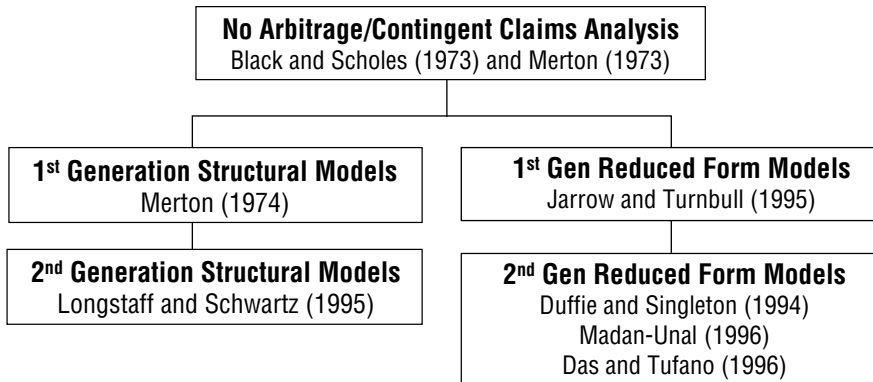 No Arbitrage/Contingent Claims Analysis
Black and Scholes (1973) and Merton (1973)
1st Generation Structural Models
Merton (1974)
2nd Generation Structural Models
Longstaff and Schwartz (1995)
1st Gen Reduced Form Models
Jarrow and Turnbull (1995)
2nd Gen Reduced Form Models
Duffie and Singleton (1994)
Madan-Unal (1996)
Das and Tufano (1996)